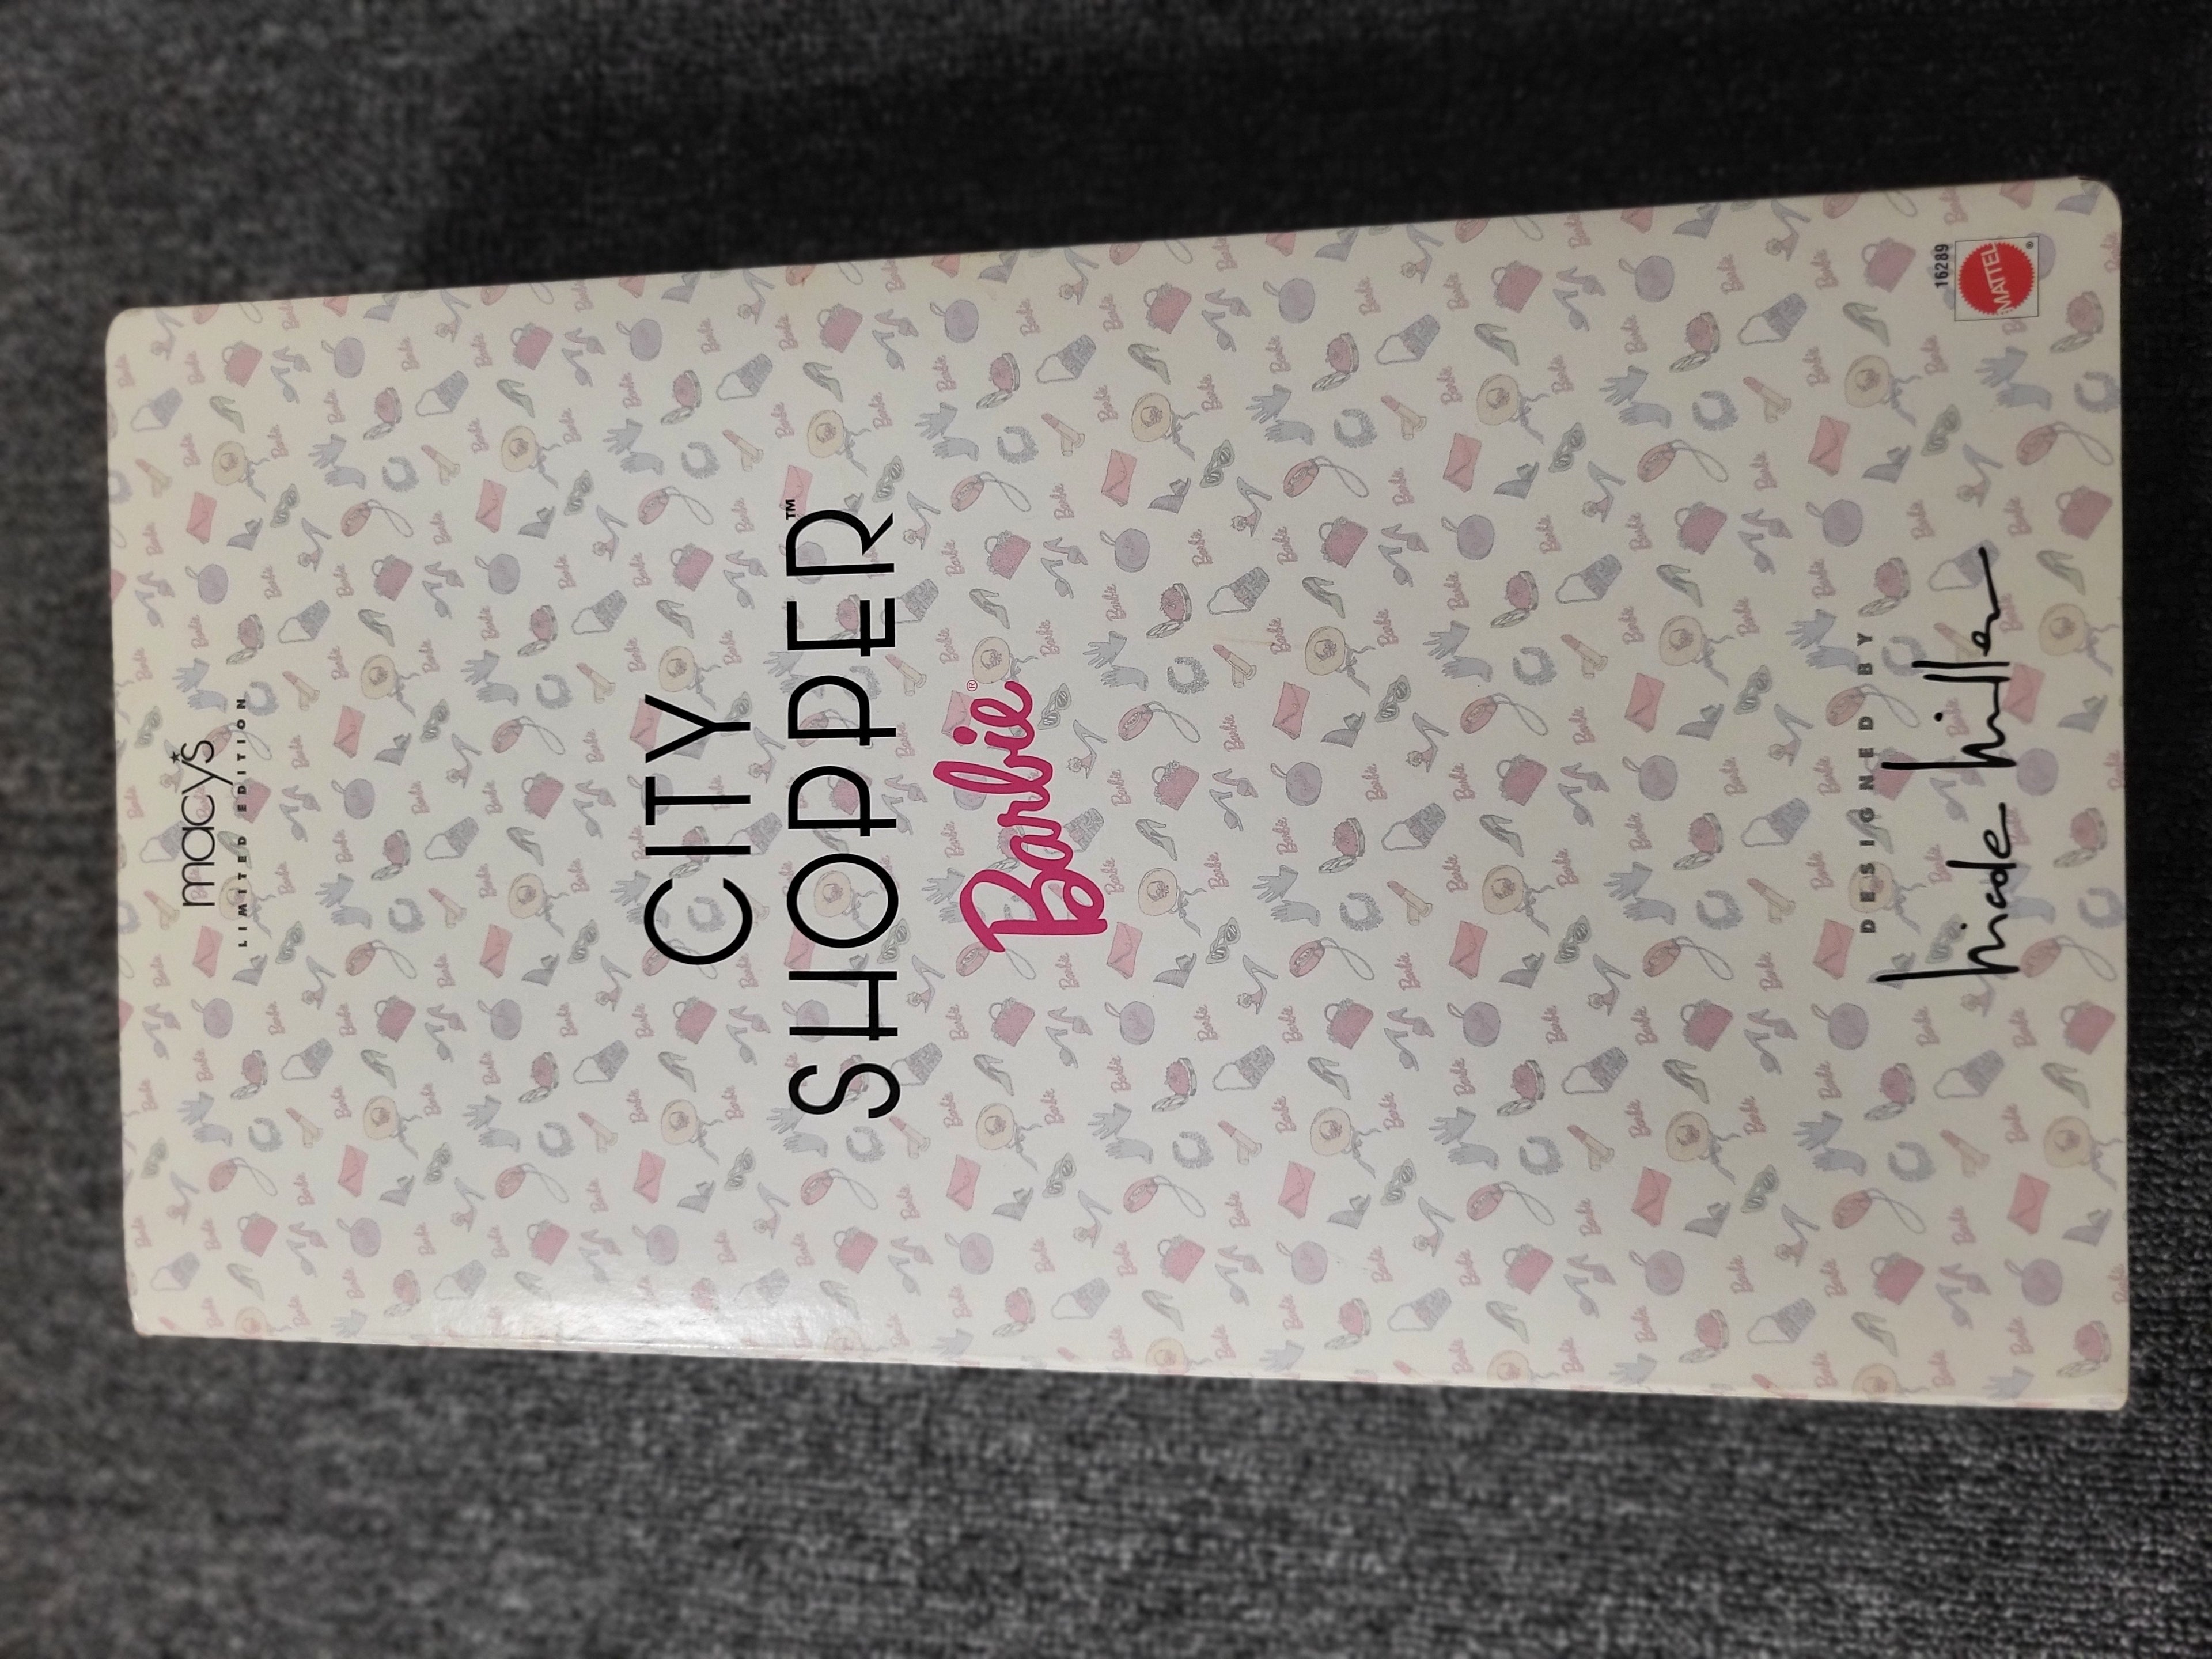 macy's
LIMITED EDITION
CITY
SHOPPER™
Barbie®
DESIGNED BY
nicole miller
16289
MATTEL®